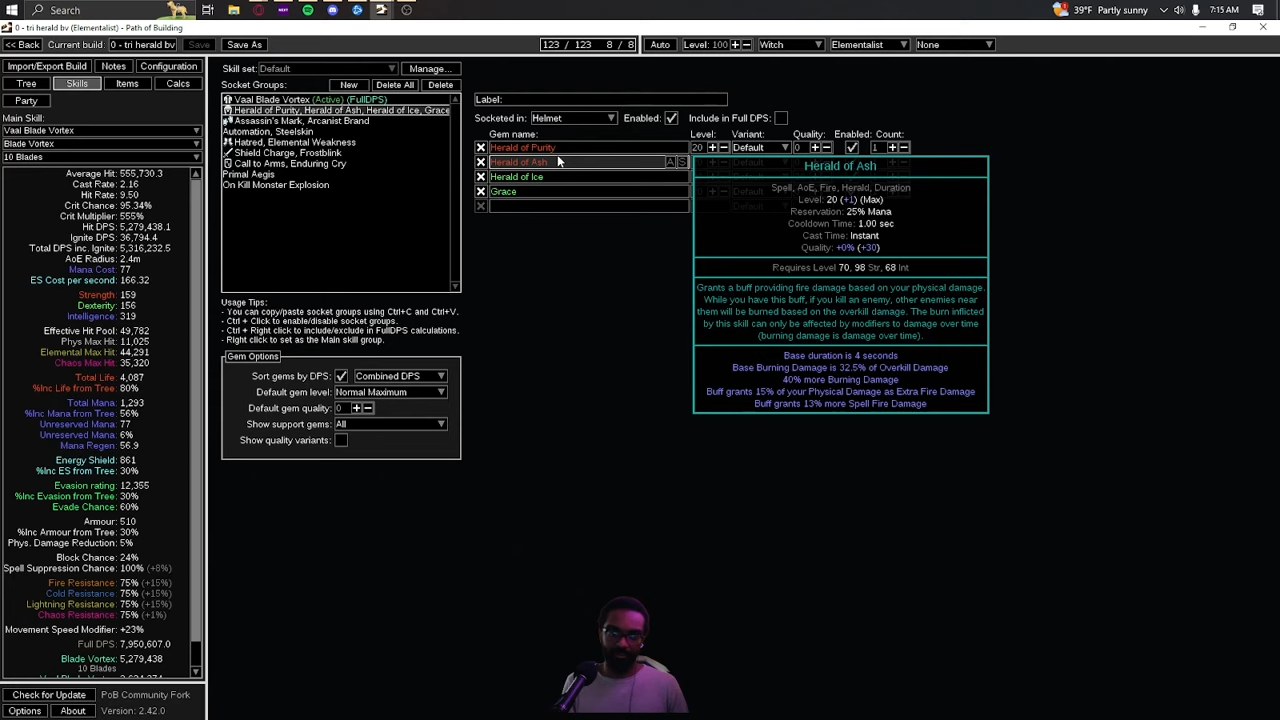 Search
39°F Partly sunny
7:15 AM
0 - tri herald bv (Elementalist) - Path of Building
<< Back
Current build: 0 - tri herald bv
Save
Save As
123 / 123 8 / 8
Auto
Level: 100
Witch
Elementalist
None
Import/Export Build
Notes
Configuration
Tree
Skills
Items
Calcs
Party
Main Skill:
Vaal Blade Vortex
Vaal Blade Vortex
10 Blades
Average Hit: 555,730.3
Cast Rate: 2.16
Hit Rate: 9.50
Crit Chance: 95.34%
Crit Multiplier: 555%
Hit DPS: 5,279,438.1
Ignite DPS: 36,794.4
Total DPS inc. Ignite: 5,316,232.5
AoE Radius: 2.4m
Mana Cost: 77
ES Cost per second: 166.32
Strength: 159
Dexterity: 156
Intelligence: 319
Effective Hit Pool: 49,782
Phys Max Hit: 11,025
Elemental Max Hit: 44,291
Chaos Max Hit: 35,320
Total Life: 4,087
%Inc Life from Tree: 80%
Total Mana: 1,293
%Inc Mana from Tree: 56%
Unreserved Mana: 77
Unreserved Mana: 6%
Mana Regen: 56.9
Energy Shield: 861
%Inc ES from Tree: 30%
Evasion rating: 12,355
%Inc Evasion from Tree: 30%
Evade Chance: 60%
Armour: 510
%Inc Armour from Tree: 30%
Phys. Damage Reduction: 5%
Block Chance: 24%
Spell Suppression Chance: 100% (+8%)
Fire Resistance: 75% (+15%)
Cold Resistance: 75% (+15%)
Lightning Resistance: 75% (+15%)
Chaos Resistance: 75% (+1%)
Movement Speed Modifier: +23%
Full DPS: 7,950,607.0
Blade Vortex: 5,279,438
10 Blades
Check for Update
PoB Community Fork
Options
About
Version: 2.42.0
Skill set: Default
Manage...
Socket Groups:
New
Delete All
Delete
Vaal Blade Vortex (Active) (FullDPS)
Herald of Purity, Herald of Ash, Herald of Ice, Grace
Assassin's Mark, Arcanist Brand
Automation, Steelskin
Hatred, Elemental Weakness
Shield Charge, Frostblink
Call to Arms, Enduring Cry
Primal Aegis
On Kill Monster Explosion
Usage Tips:
- You can copy/paste socket groups using Ctrl+C and Ctrl+V.
- Ctrl + Click to enable/disable socket groups.
- Ctrl + Right click to include/exclude in FullDPS calculations.
- Right click to set as the Main skill group.
Gem Options
Sort gems by DPS:
Combined DPS
Default gem level: Normal Maximum
Default gem quality: 0
Show support gems: All
Show quality variants:
Label:
Socketed in: Helmet
Enabled:
Include in Full DPS:
Gem name:
Level:
Variant:
Quality:
Enabled:
Count:
Herald of Purity
20
Default
0
1
Herald of Ash
A
S
Herald of Ice
Grace
Herald of Ash
Spell, AoE, Fire, Herald, Duration
Level: 20 (+1) (Max)
Reservation: 25% Mana
Cooldown Time: 1.00 sec
Cast Time: Instant
Quality: +0% (+30)
Requires Level 70, 98 Str, 68 Int
Grants a buff providing fire damage based on your physical damage.
While you have this buff, if you kill an enemy, other enemies near
them will be burned based on the overkill damage. The burn inflicted
by this skill can only be affected by modifiers to damage over time
(burning damage is damage over time).
Base duration is 4 seconds
Base Burning Damage is 32.5% of Overkill Damage
40% more Burning Damage
Buff grants 15% of your Physical Damage as Extra Fire Damage
Buff grants 13% more Spell Fire Damage